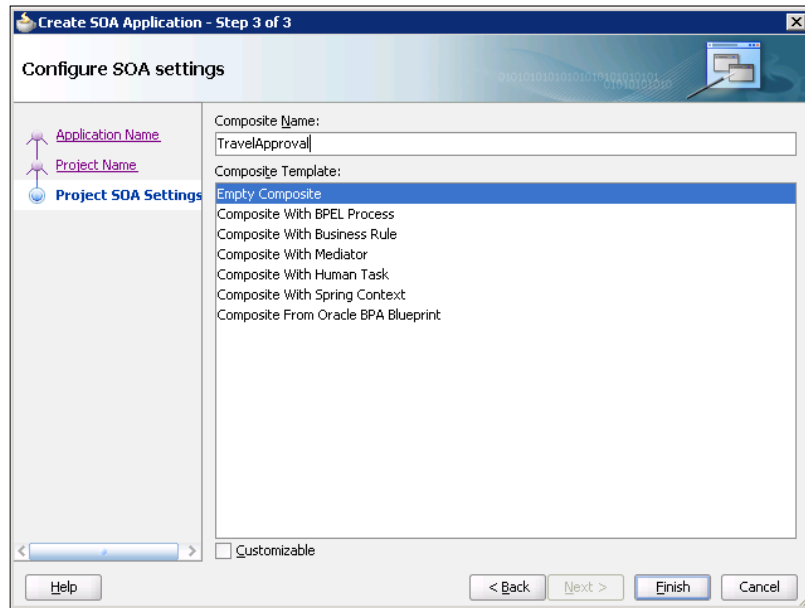 Create SOA Application - Step 3 of 3
Configure SOA settings
Application Name
Project Name
Project SOA Settings
Composite Name:
TravelApproval
Composite Template:
Empty Composite
Composite With BPEL Process
Composite With Business Rule
Composite With Mediator
Composite With Human Task
Composite With Spring Context
Composite From Oracle BPA Blueprint
Customizable
Help
< Back
Next >
Finish
Cancel